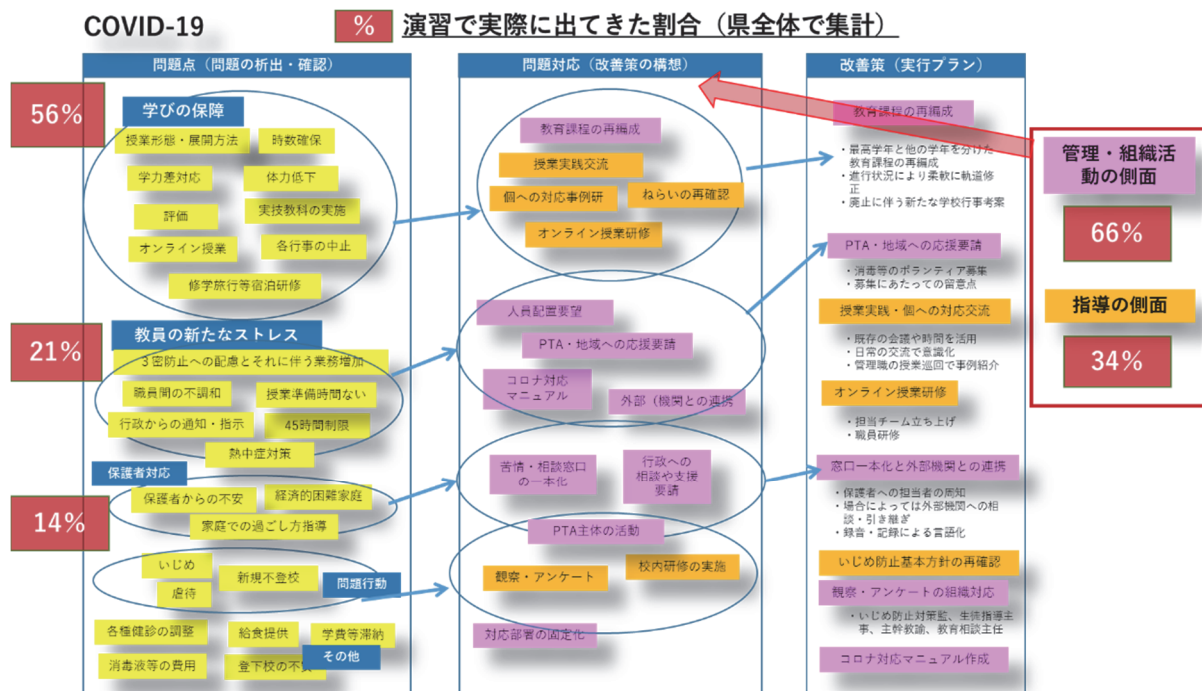 COVID-19
% 演習で実際に出てきた割合（県全体で集計）
問題点（問題の析出・確認）
56%
学びの保障
授業形態・展開方法
時数確保
学力差対応
体力低下
評価
実技教科の実施
オンライン授業
各行事の中止
修学旅行等宿泊研修
21%
教員の新たなストレス
３密防止への配慮とそれに伴う業務増加
職員間の不調和
授業準備時間ない
行政からの通知・指示
45時間制限
熱中症対策
14%
保護者対応
保護者からの不安
経済的困難家庭
家庭での過ごし方指導
いじめ
新規不登校
虐待
問題行動
各種健診の調整
給食提供
学費等滞納
その他
消毒液等の費用
登下校の不安
問題対応（改善策の構想）
教育課程の再編成
授業実践交流
個への対応事例研
ねらいの再確認
オンライン授業研修
人員配置要望
PTA・地域への応援要請
コロナ対応
マニュアル
外部（機関との連携
苦情・相談窓口
の一本化
行政への
相談や支援
要請
PTA主体の活動
観察・アンケート
校内研修の実施
対応部署の固定化
改善策（実行プラン）
教育課程の再編成
・最高学年と他の学年を分けた
教育課程の再編成
・進行状況により柔軟に軌道修
正
・廃止に伴う新たな学校行事考案
PTA・地域への応援要請
・消毒等のボランティア募集
・募集にあたっての留意点
授業実践・個への対応交流
・既存の会議や時間を活用
・日常の交流で意識化
・管理職の授業巡回で事例紹介
オンライン授業研修
・担当チーム立ち上げ
・職員研修
窓口一本化と外部機関との連携
・保護者への担当者の周知
・場合によっては外部機関への相
談・引き継ぎ
・録音・記録による言語化
いじめ防止基本方針の再確認
観察・アンケートの組織対応
・いじめ防止対策監、生徒指導主
事、主幹教諭、教育相談主任
コロナ対応マニュアル作成
管理・組織活
動の側面
66%
指導の側面
34%